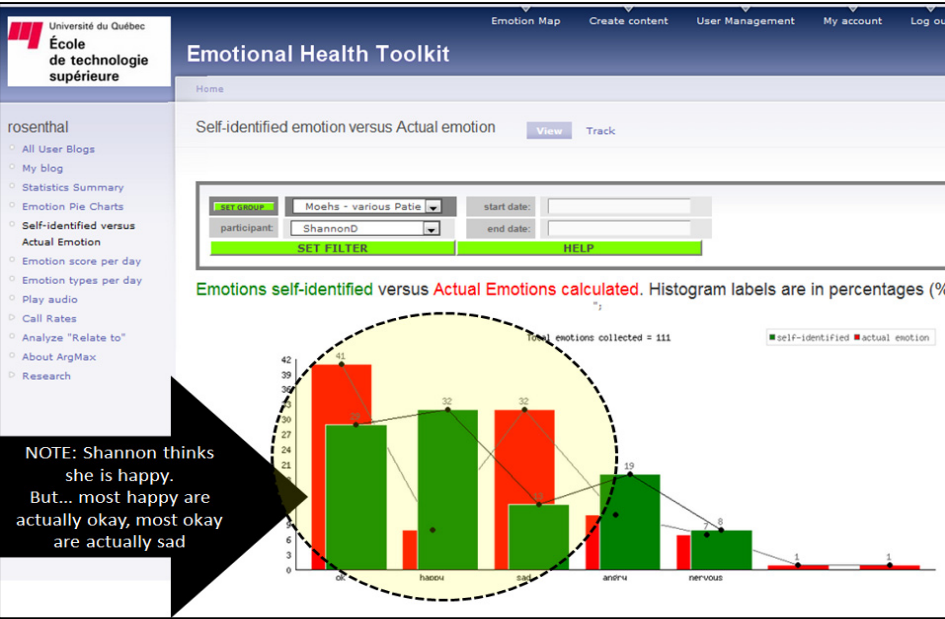 Université du Québec
École
de technologie
supérieure
Emotion Map Create content User Management My account Log ou
Emotional Health Toolkit
Home
rosenthal
All User Blogs
My blog
Statistics Summary
Emotion Pie Charts
Self-identified versus
Actual Emotion
Emotion score per day
Emotion types per day
Play audio
Call Rates
Analyze "Relate to"
About ArgMax
Research
Self-identified emotion versus Actual emotion View Track
SET GROUP Moehs - various Patie start date:
participant: ShannonD end date:
SET FILTER HELP
Emotions self-identified versus Actual Emotions calculated. Histogram labels are in percentages (%
";
Total emotions collected = 111
self-identified actual emotion
42
39
36
33
30
27
24
21
9
6
3
0
41 29 32 32 13 19 7 8 1 1
ok happy sad angry nervous
NOTE: Shannon thinks
she is happy.
But... most happy are
actually okay, most okay
are actually sad